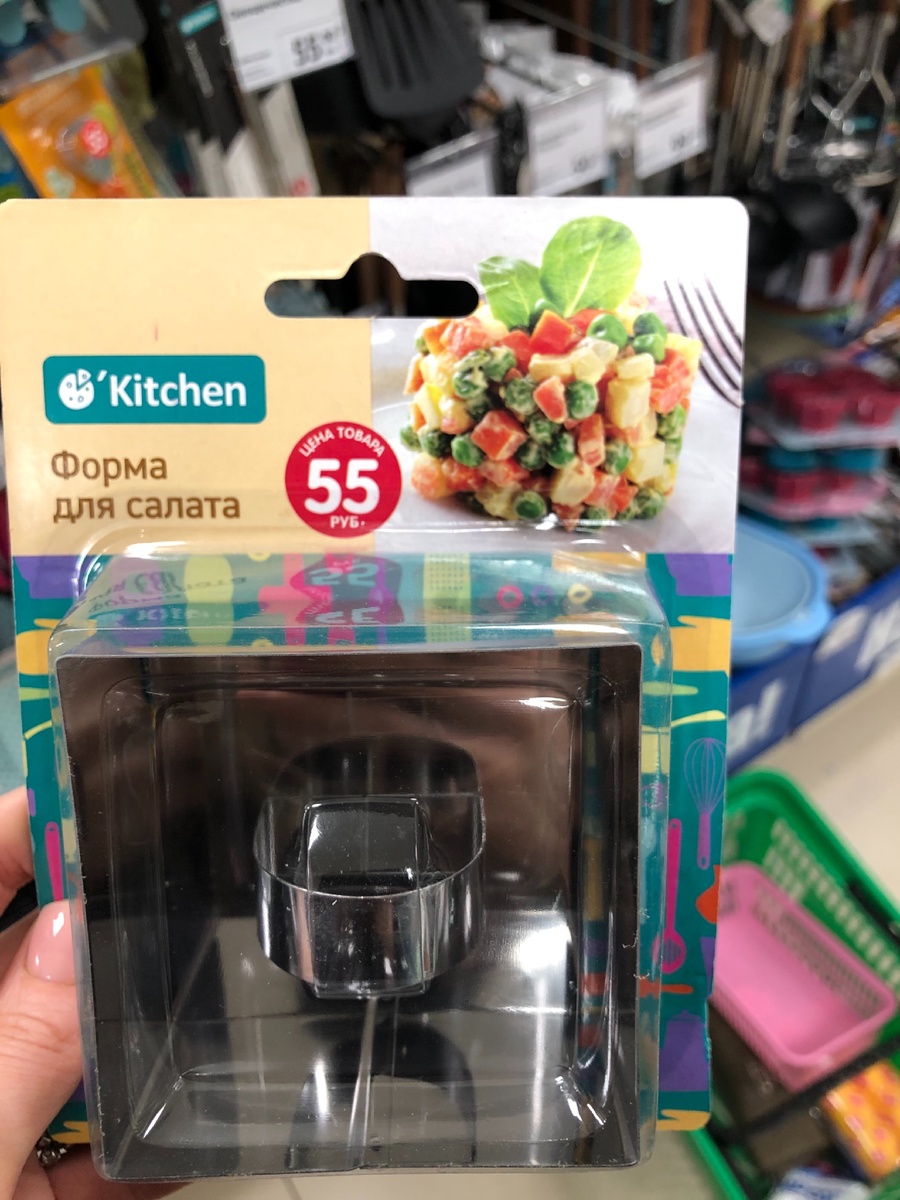 ´Kitchen
Форма
для салата
ЦЕНА ТОВАРА
55
РУБ.